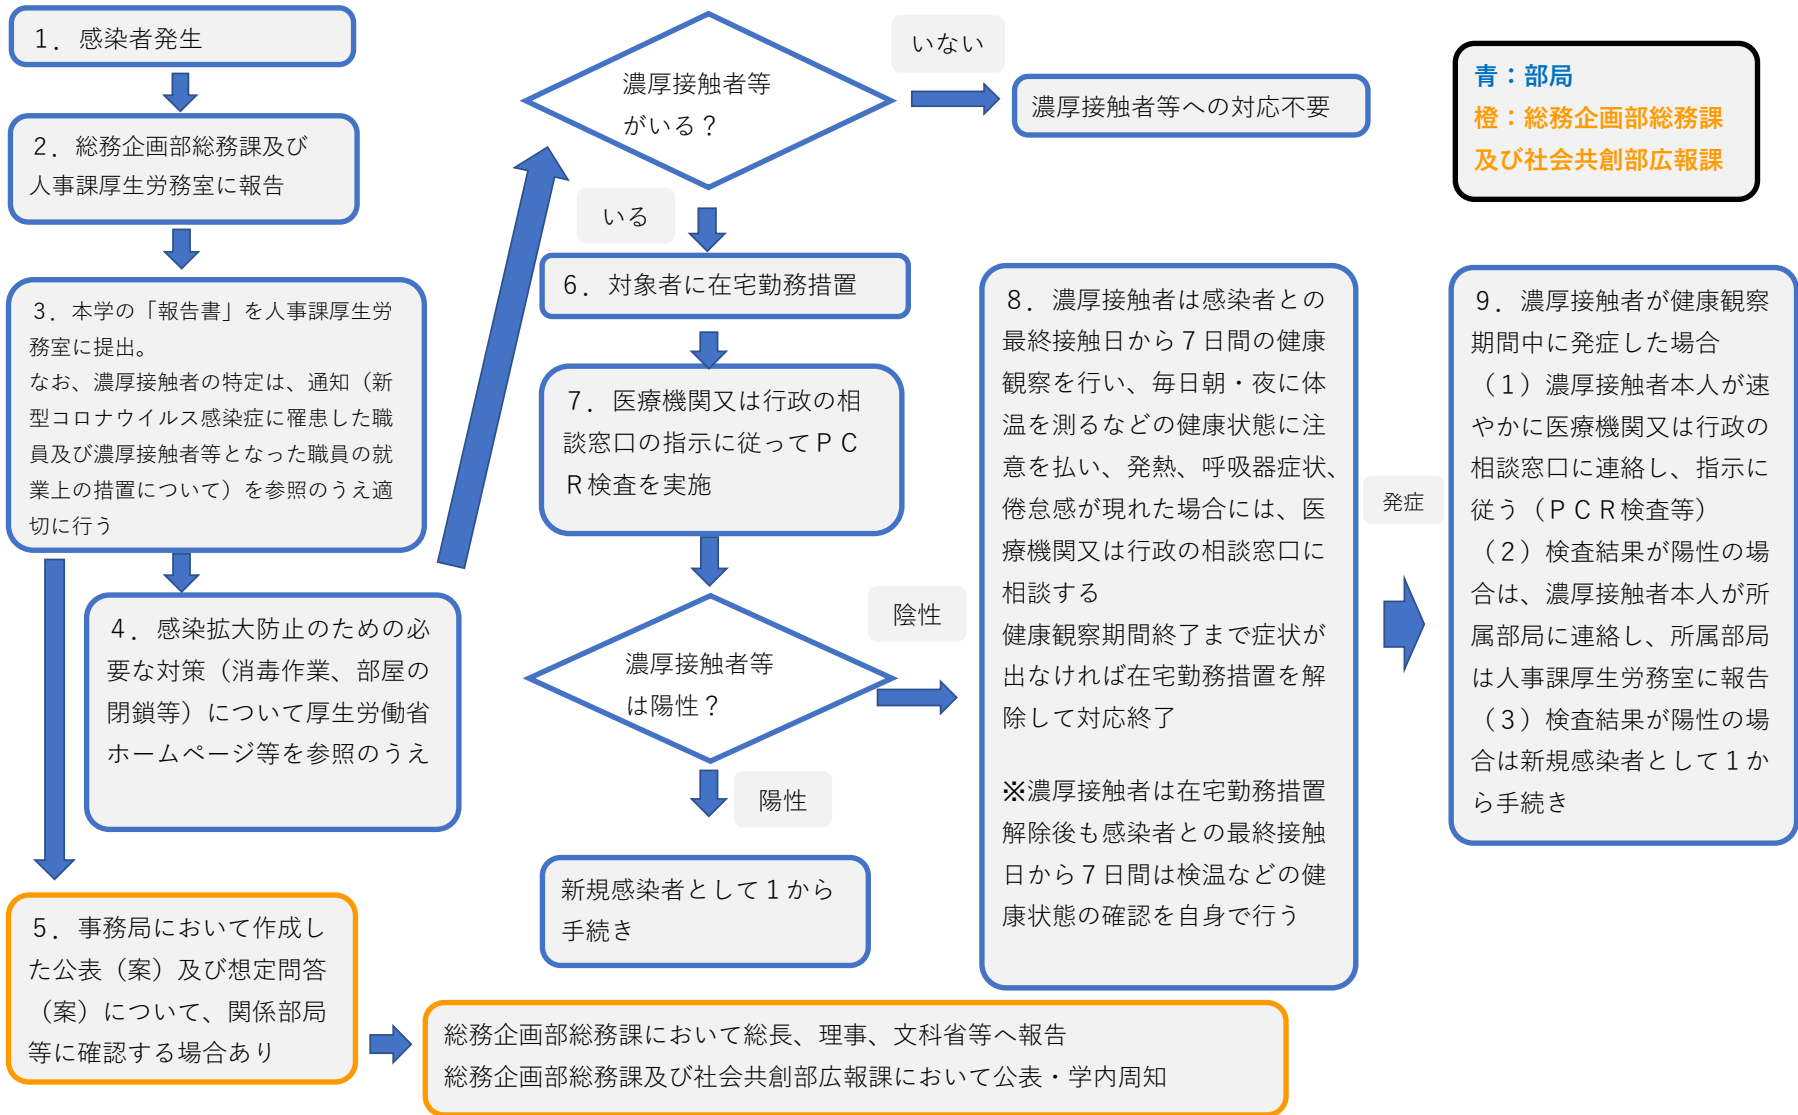 １．感染者発生
２．総務企画部総務課及び
人事課厚生労務室に報告
３．本学の「報告書」を人事課厚生労
務室に提出。
なお、濃厚接触者の特定は、通知（新
型コロナウイルス感染症に罹患した職
員及び濃厚接触者等となった職員の就
業上の措置について）を参照のうえ適
切に行う
４．感染拡大防止のための必
要な対策（消毒作業、部屋の
閉鎖等）について厚生労働省
ホームページ等を参照のうえ
５．事務局において作成し
た公表（案）及び想定問答
（案）について、関係部局
等に確認する場合あり
総務企画部総務課において総長、理事、文科省等へ報告
総務企画部総務課及び社会共創部広報課において公表・学内周知
濃厚接触者等
がいる？
いない
濃厚接触者等への対応不要
いる
６．対象者に在宅勤務措置
７．医療機関又は行政の相
談窓口の指示に従ってＰＣ
Ｒ検査を実施
濃厚接触者等
は陽性？
陰性
陽性
新規感染者として１から
手続き
８．濃厚接触者は感染者との
最終接触日から７日間の健康
観察を行い、毎日朝・夜に体
温を測るなどの健康状態に注
意を払い、発熱、呼吸器症状、
倦怠感が現れた場合には、医
療機関又は行政の相談窓口に
相談する
健康観察期間終了まで症状が
出なければ在宅勤務措置を解
除して対応終了
※濃厚接触者は在宅勤務措置
解除後も感染者との最終接触
日から７日間は検温などの健
康状態の確認を自身で行う
発症
９．濃厚接触者が健康観察
期間中に発症した場合
（１）濃厚接触者本人が速
やかに医療機関又は行政の
相談窓口に連絡し、指示に
従う（ＰＣＲ検査等）
（２）検査結果が陽性の場
合は、濃厚接触者本人が所
属部局に連絡し、所属部局
は人事課厚生労務室に報告
（３）検査結果が陽性の場
合は新規感染者として１か
ら手続き
青：部局
橙：総務企画部総務課
及び社会共創部広報課